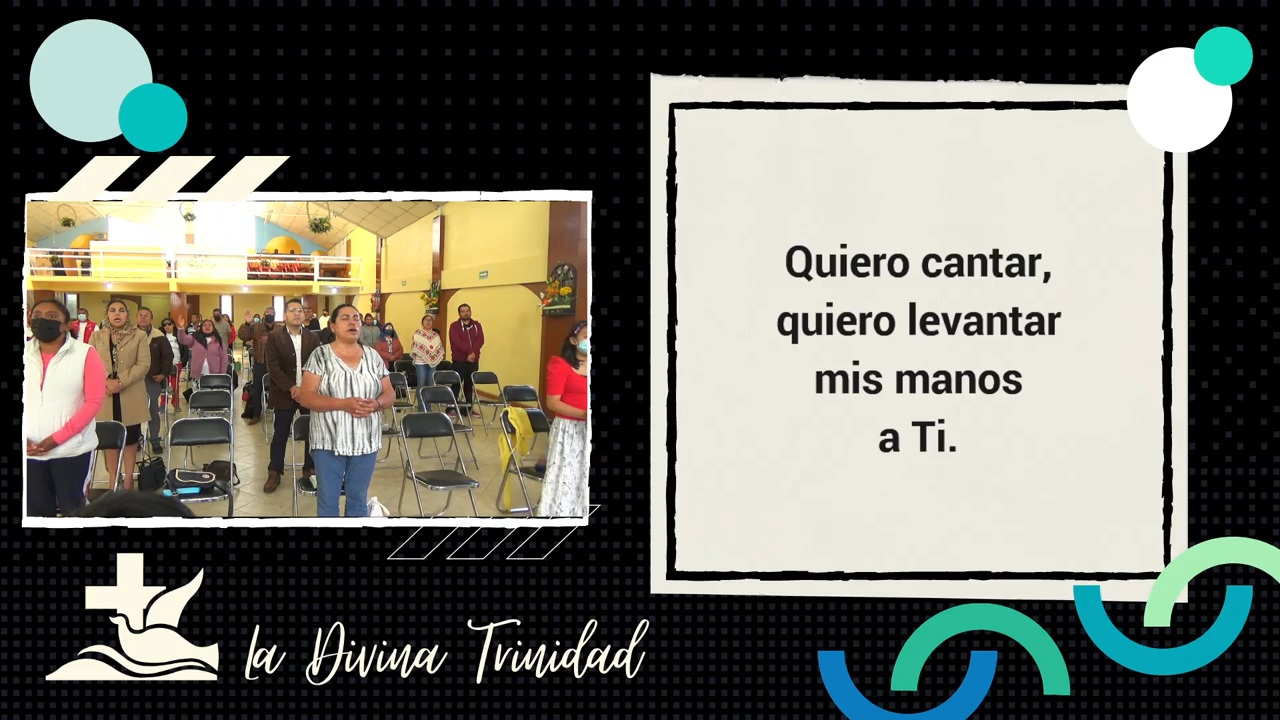 Quiero cantar,
quiero levantar
mis manos
a Ti.
la Divina Trinidad